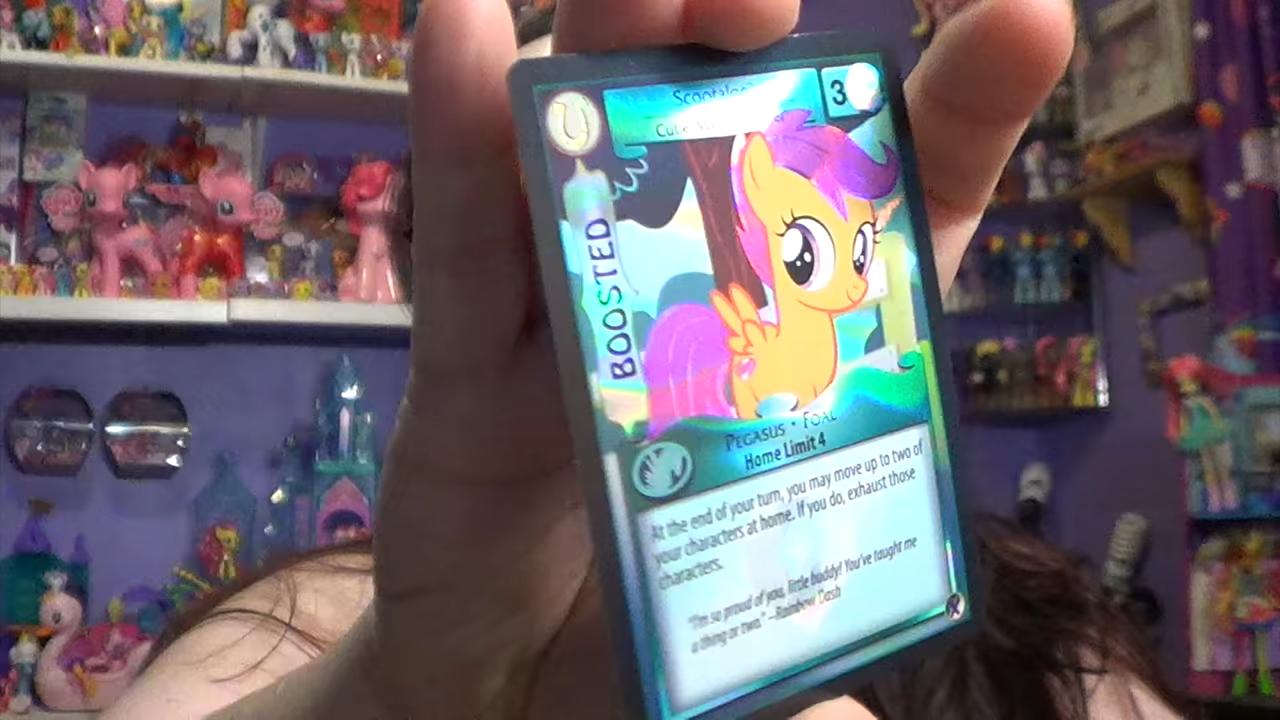 Scootaloo
3
BOOSTED
PEGASUS • FOAL
Home Limit 4
At the end of your turn, you may move up to two of
your characters at home. If you do, exhaust those
characters.
"I'm so proud of you, little buddy! You've taught me
a thing or two." –Rainbow Dash